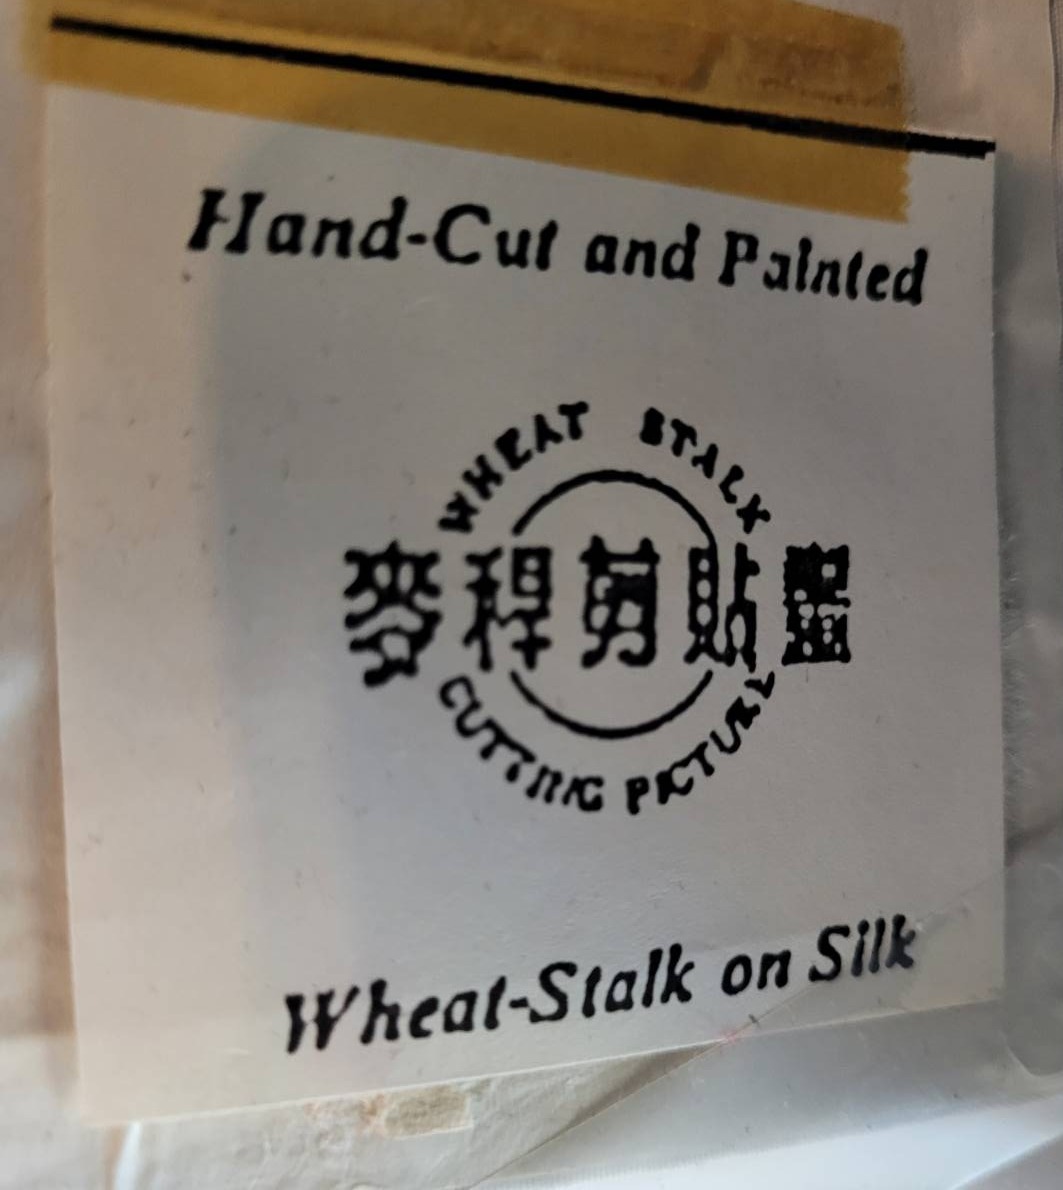 Hand-Cut and Painted
WHEAT STALK
麥稈剪貼畫
CUTTING PICTURE
Wheat-Stalk on Silk